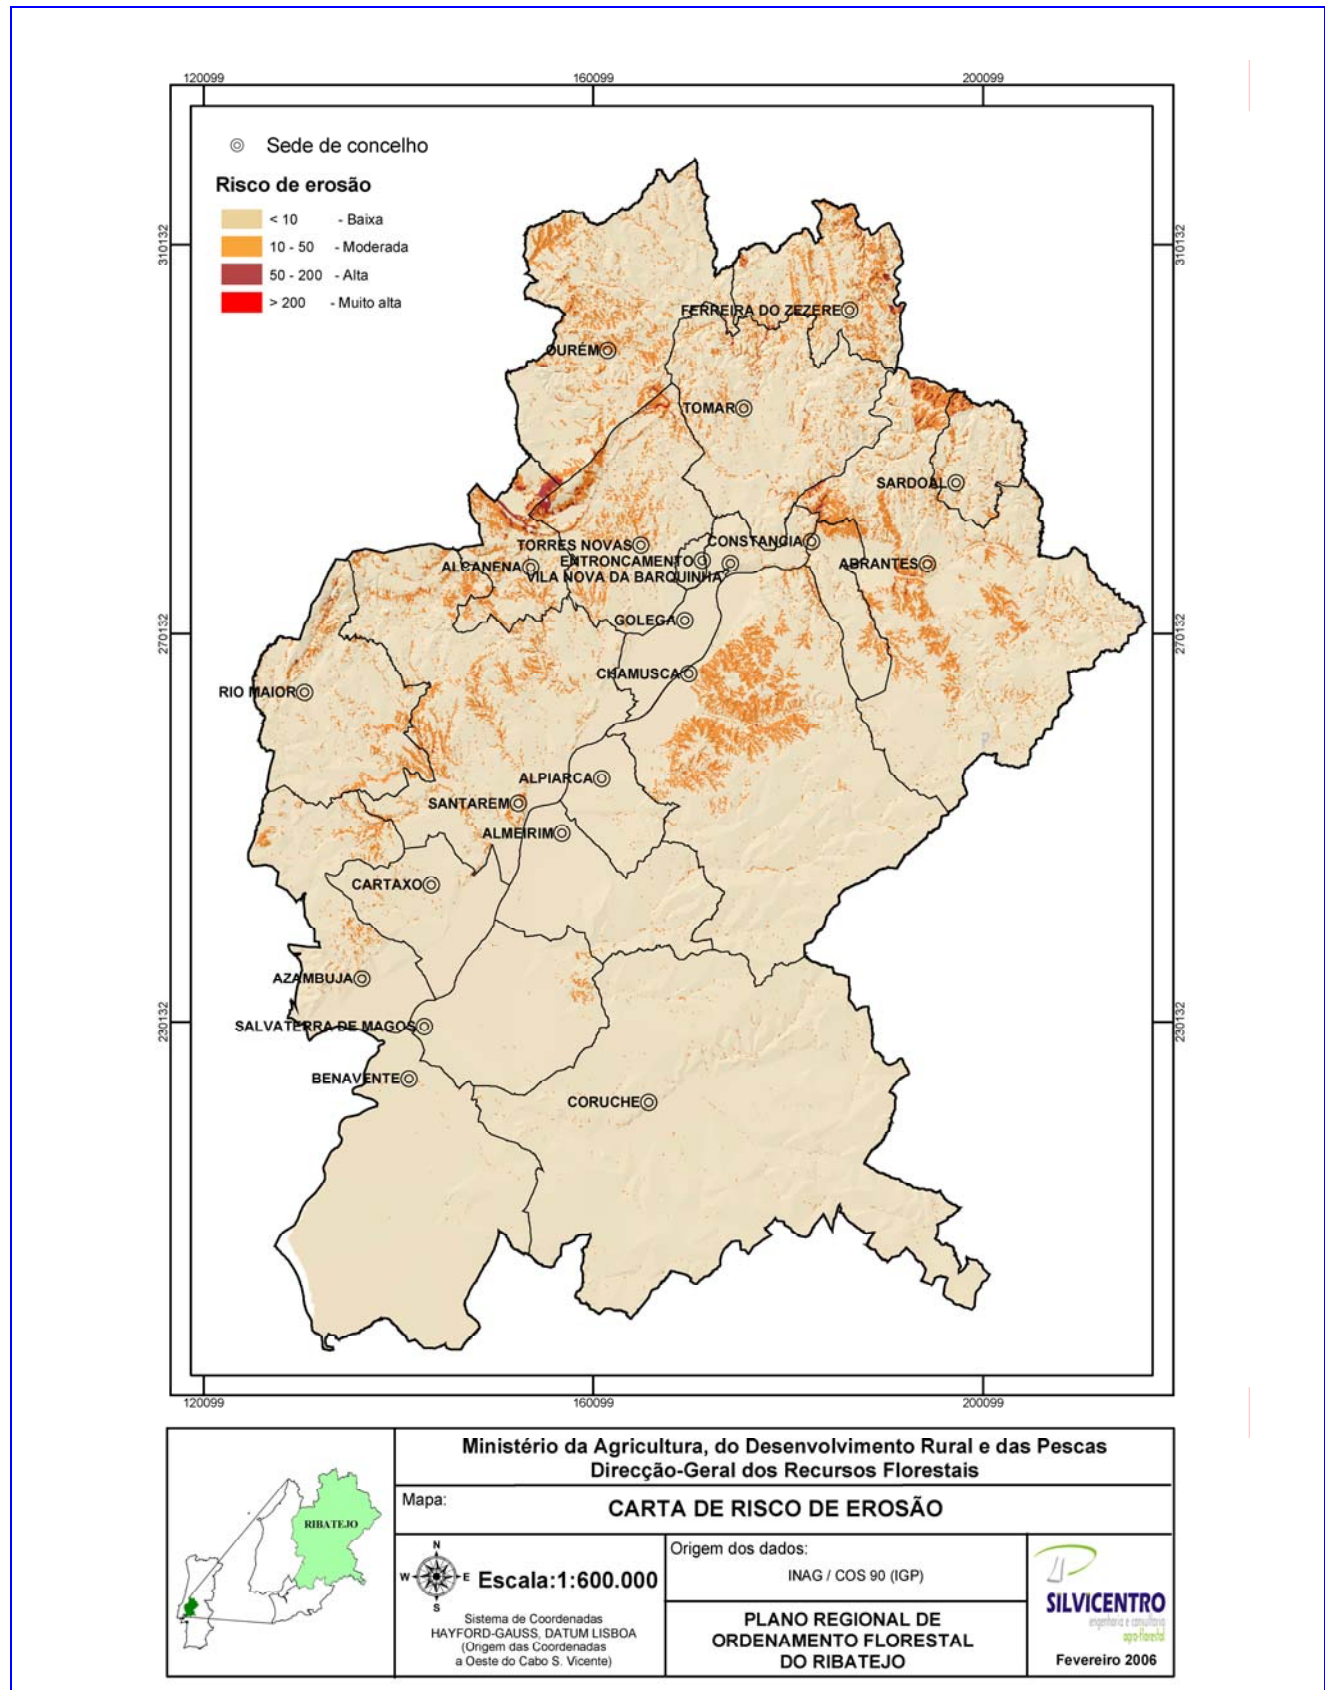 120099 160099 200099
Sede de concelho
Risco de erosão
< 10 - Baixa
10 - 50 - Moderada
50 - 200 - Alta
> 200 - Muito alta
310132 310132
FERREIRA DO ZEZERE
OUREM
TOMAR
SARDOAL
CONSTANCIA
TORRES NOVAS
ENTRONCAMENTO
ALCANENA
ABRANTES
VILA NOVA DA BARQUINHA
GOLEGA
270132 270132
CHAMUSCA
RIO MAIOR
ALPIARCA
SANTAREM
ALMEIRIM
CARTAXO
AZAMBUJA
230132 230132
SALVATERRA DE MAGOS
BENAVENTE
CORUCHE
120099 160099 200099
Ministério da Agricultura, do Desenvolvimento Rural e das Pescas
Direcção-Geral dos Recursos Florestais
Mapa:
CARTA DE RISCO DE EROSÃO
RIBATEJO
N
W E
S
Escala:1:600.000
Sistema de Coordenadas
HAYFORD-GAUSS, DATUM LISBOA
(Origem das Coordenadas
a Oeste do Cabo S. Vicente)
Origem dos dados:
INAG / COS 90 (IGP)
PLANO REGIONAL DE
ORDENAMENTO FLORESTAL
DO RIBATEJO
SILVICENTRO
engenharia e consultoria
agro-florestal
Fevereiro 2006